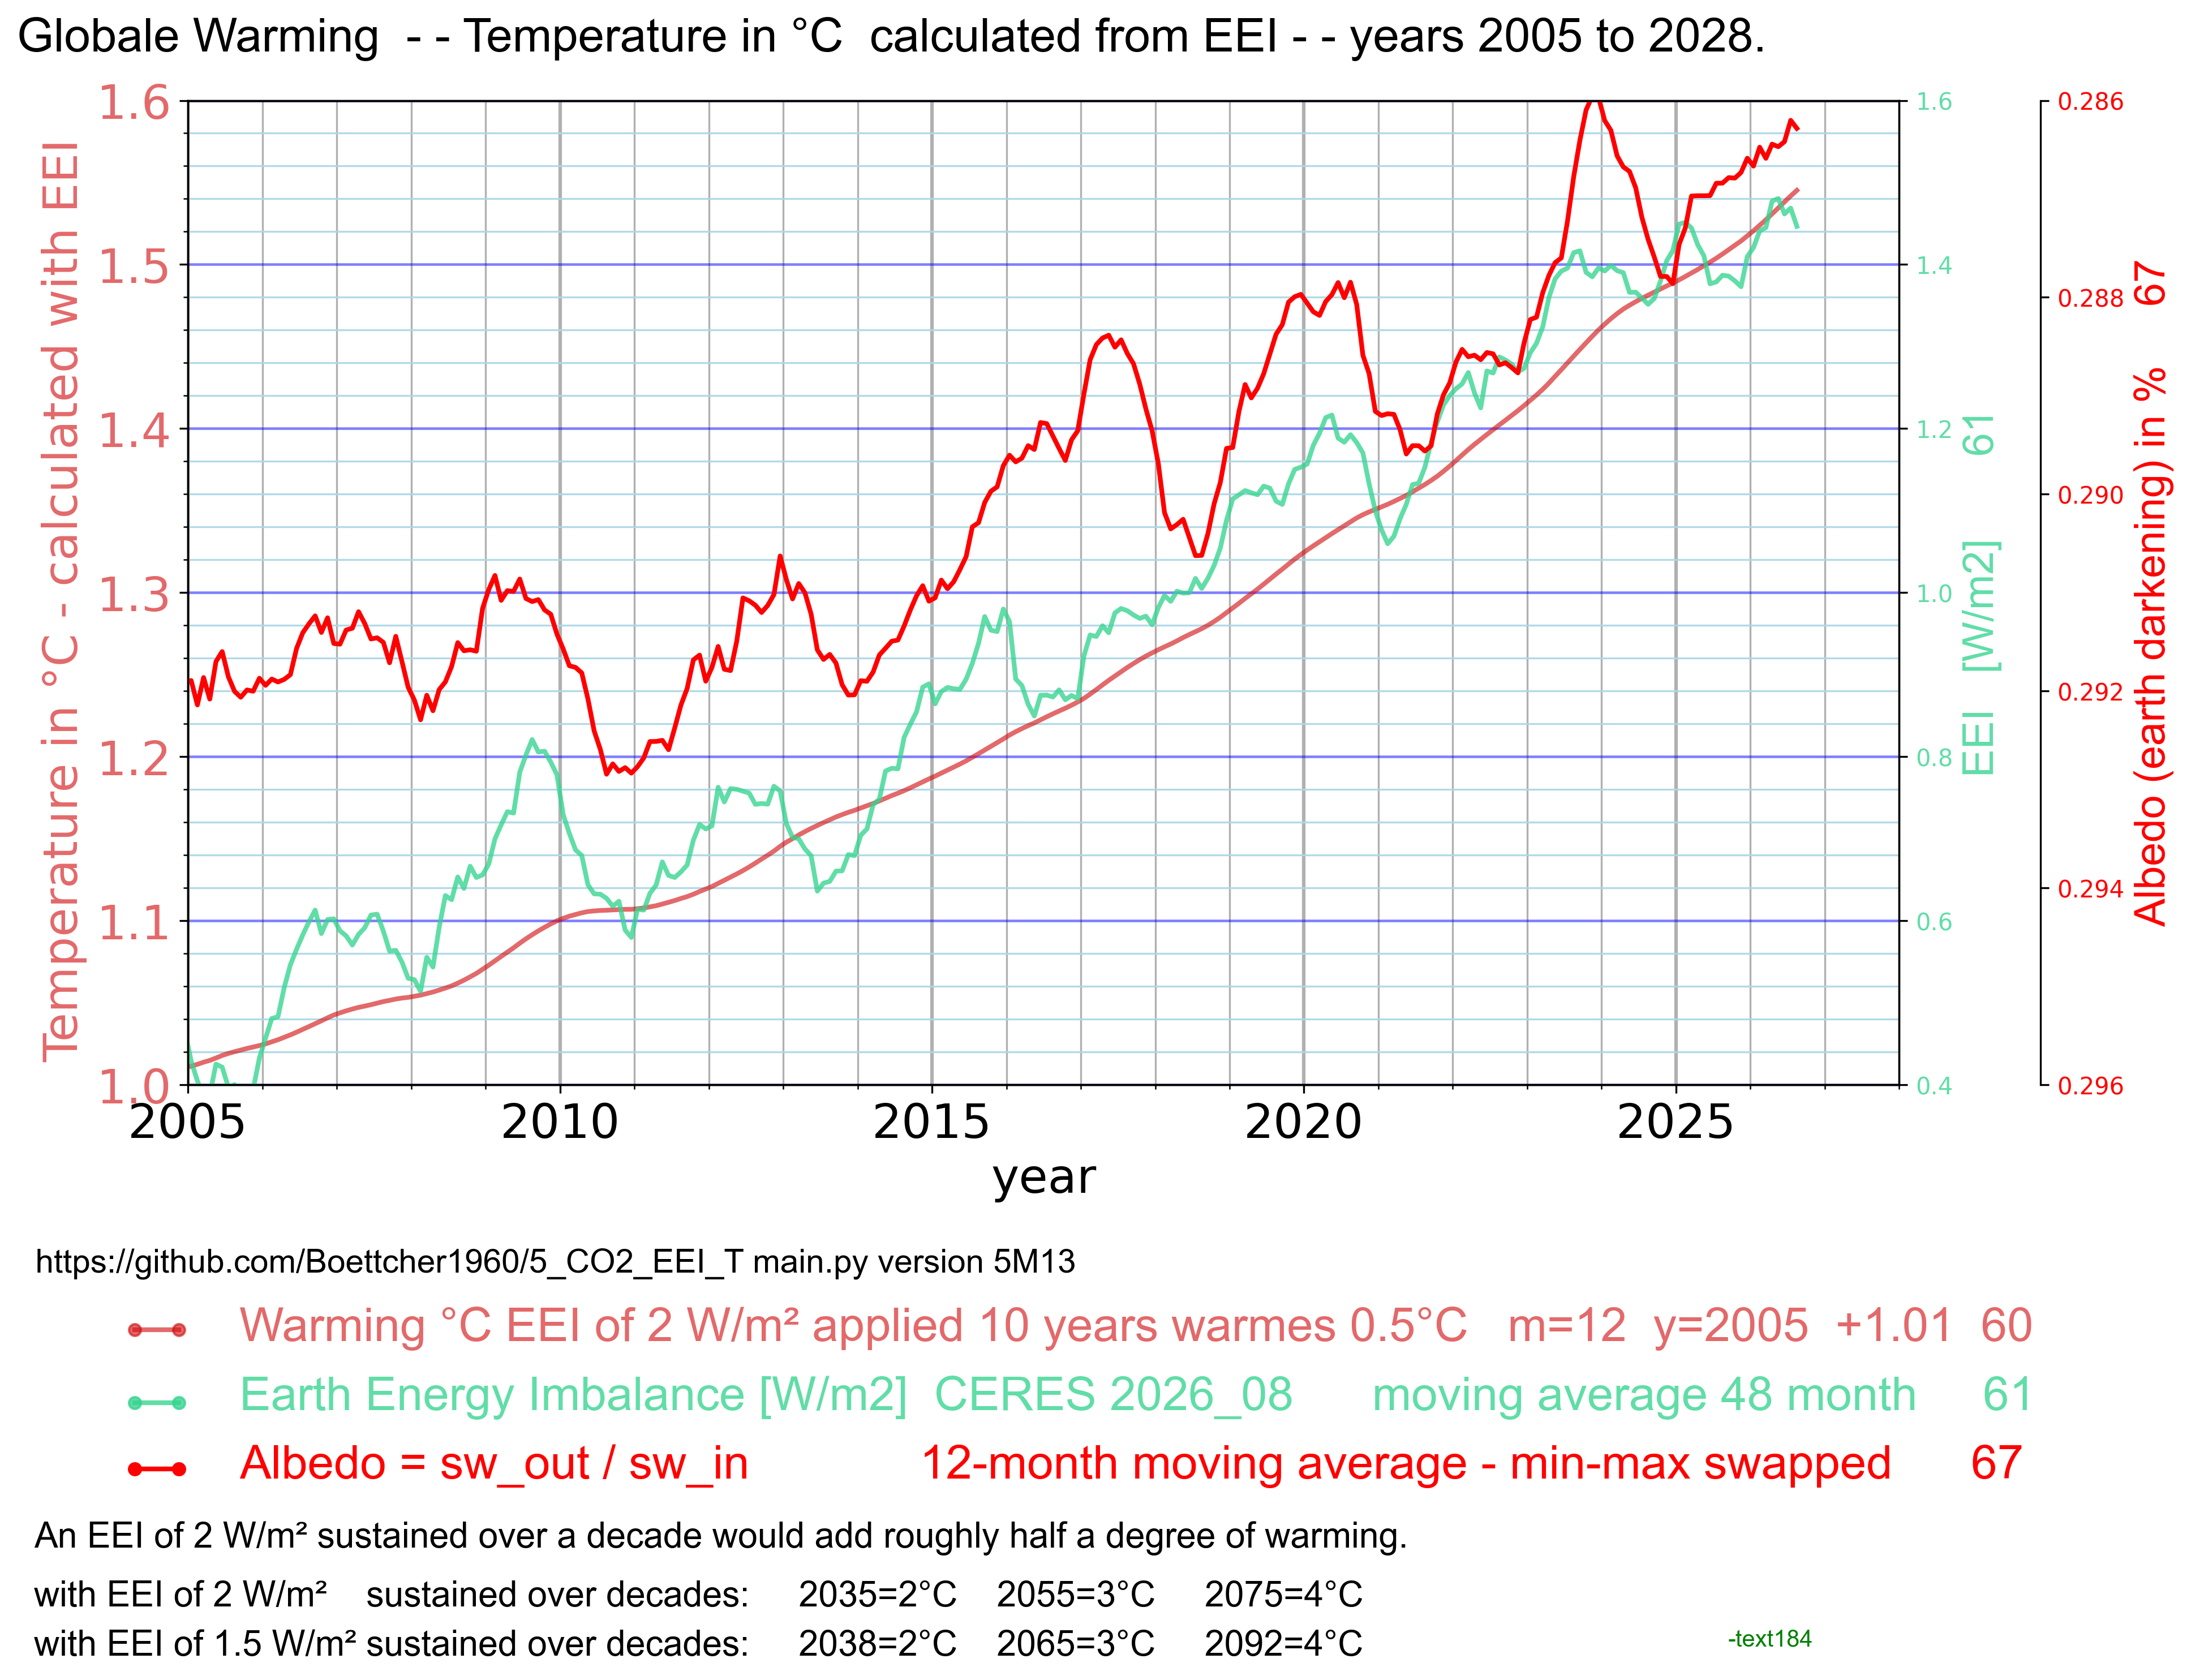 Globale Warming  - - Temperature in °C  calculated from EEI - - years 2005 to 2028.
Temperature in °C - calculated with EEI
1.6
1.5
1.4
1.3
1.2
1.1
1.0
2005
2010
2015
2020
2025
year
1.6
1.4
1.2
1.0
0.8
0.6
0.4
EEI   [W/m2]      61
0.286
0.288
0.290
0.292
0.294
0.296
Albedo (earth darkening) in %    67
https://github.com/Boettcher1960/5_CO2_EEI_T main.py version 5M13
Warming °C EEI of 2 W/m² applied 10 years warmes 0.5°C   m=12  y=2005  +1.01  60
Earth Energy Imbalance [W/m2]  CERES 2026_08      moving average 48 month     61
Albedo = sw_out / sw_in             12-month moving average - min-max swapped      67
An EEI of 2 W/m² sustained over a decade would add roughly half a degree of warming.
with EEI of 2 W/m²    sustained over decades:     2035=2°C    2055=3°C     2075=4°C
with EEI of 1.5 W/m² sustained over decades:     2038=2°C    2065=3°C     2092=4°C
-text184